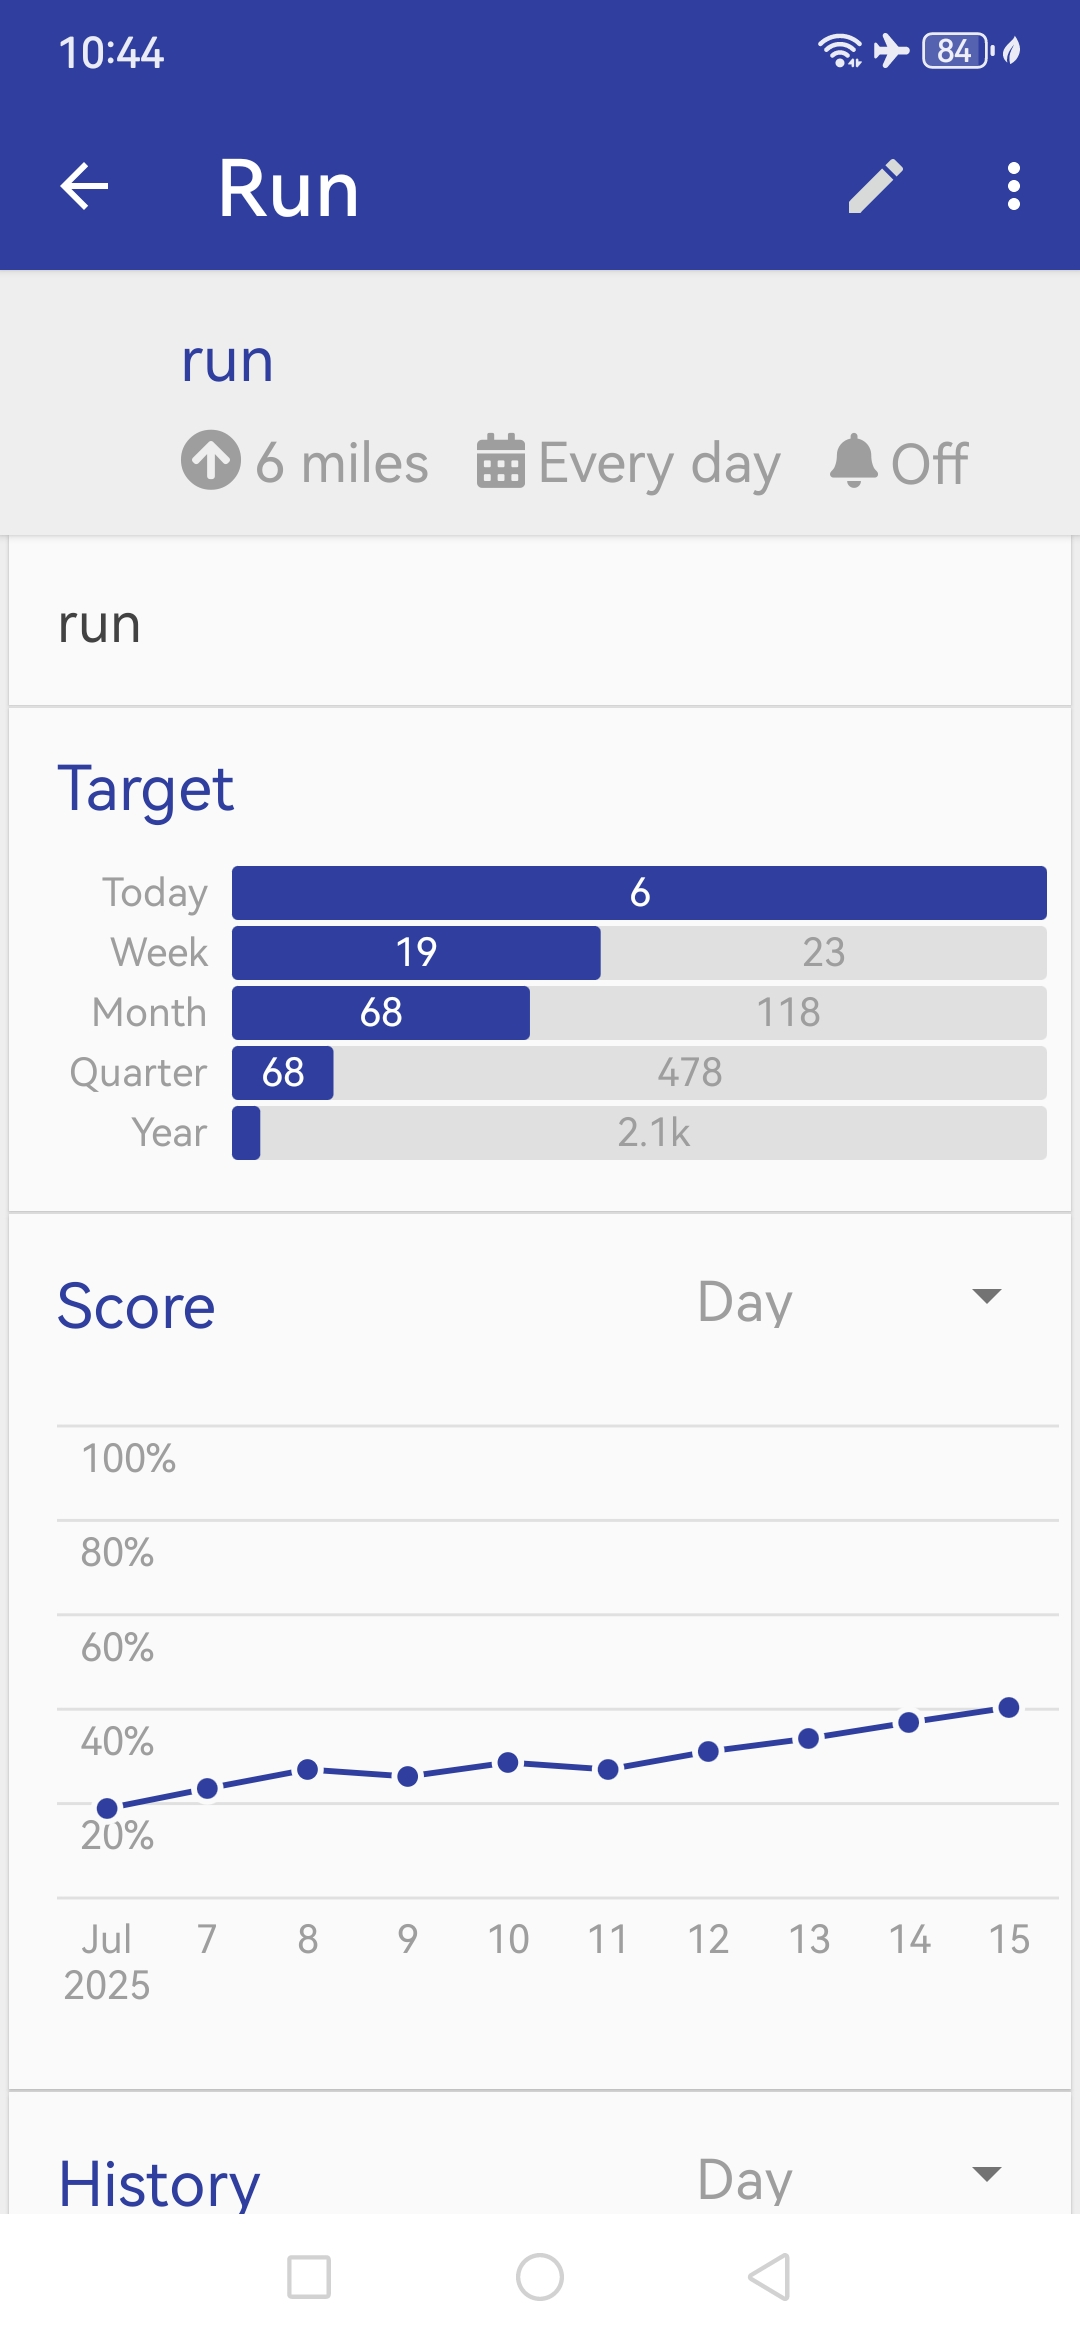 10:44 84
Run
run
6 miles Every day Off
run
Target
Today 6
Week 19 23
Month 68 118
Quarter 68 478
Year 2.1k
Score Day
100%
80%
60%
40%
20%
Jul 7 8 9 10 11 12 13 14 15
2025
History Day